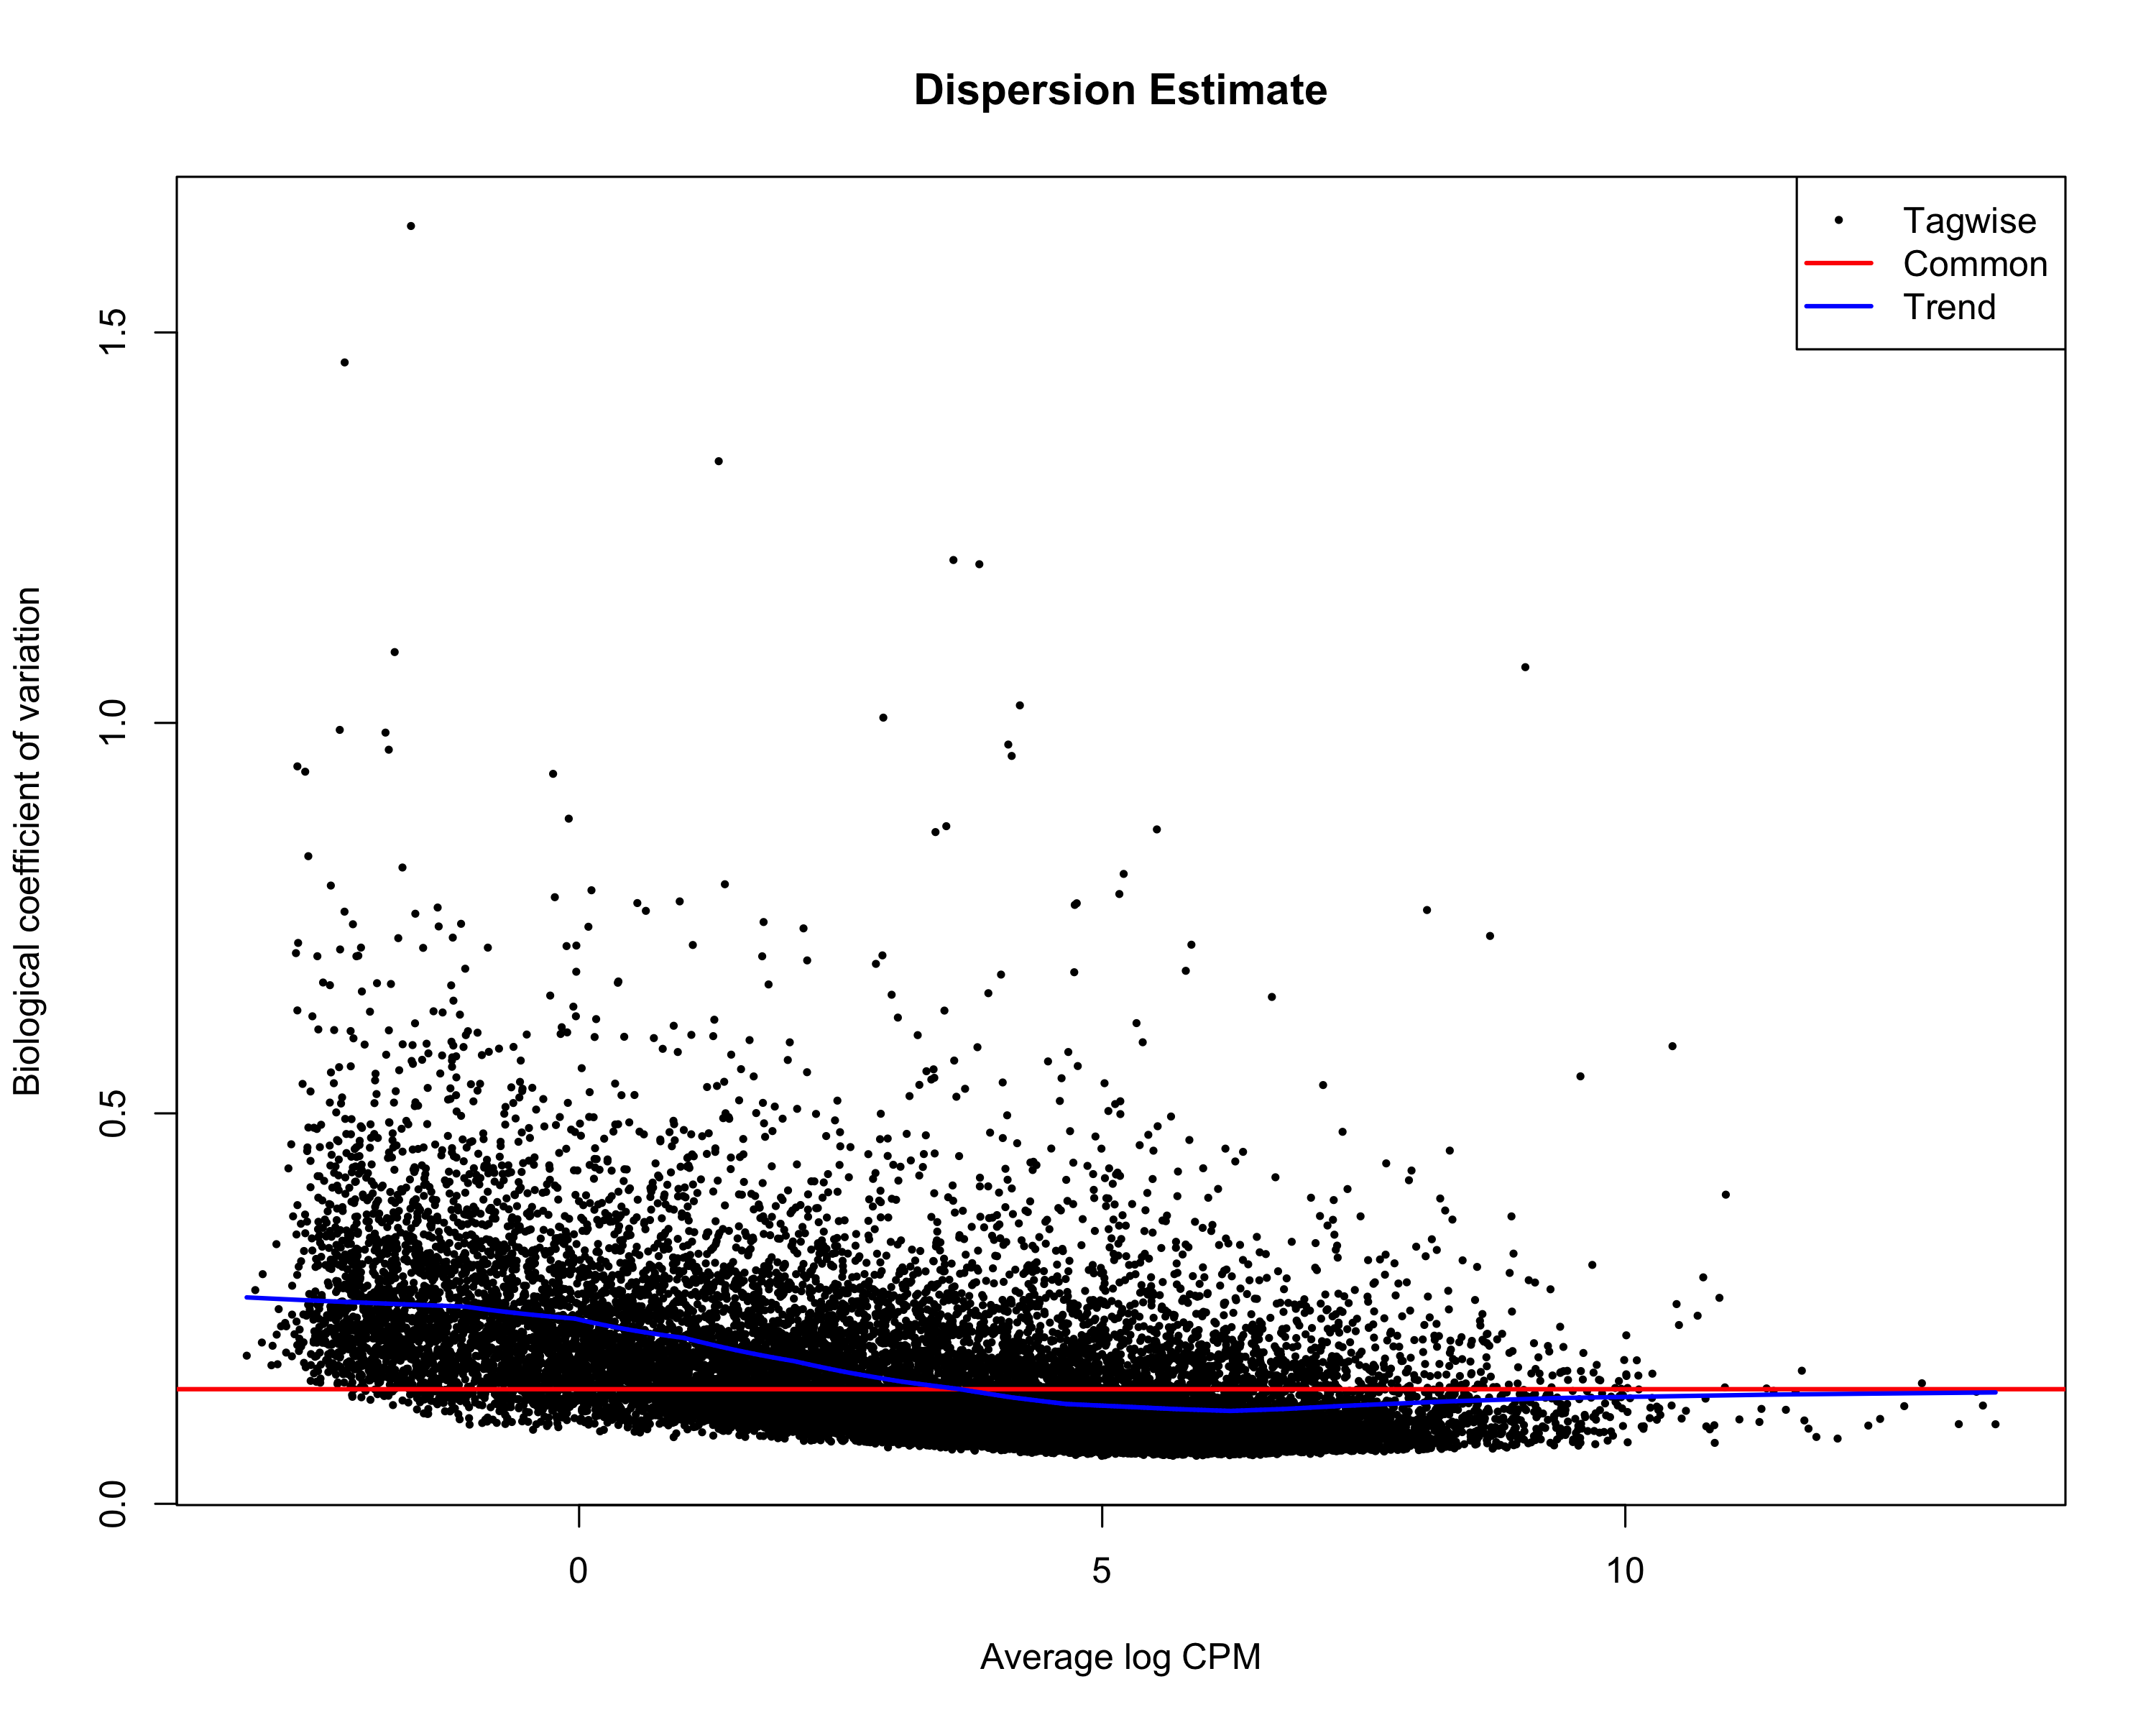 Dispersion Estimate
Tagwise
Common
Trend
Biological coefficient of variation
1.5
1.0
0.5
0.0
0 5 10
Average log CPM